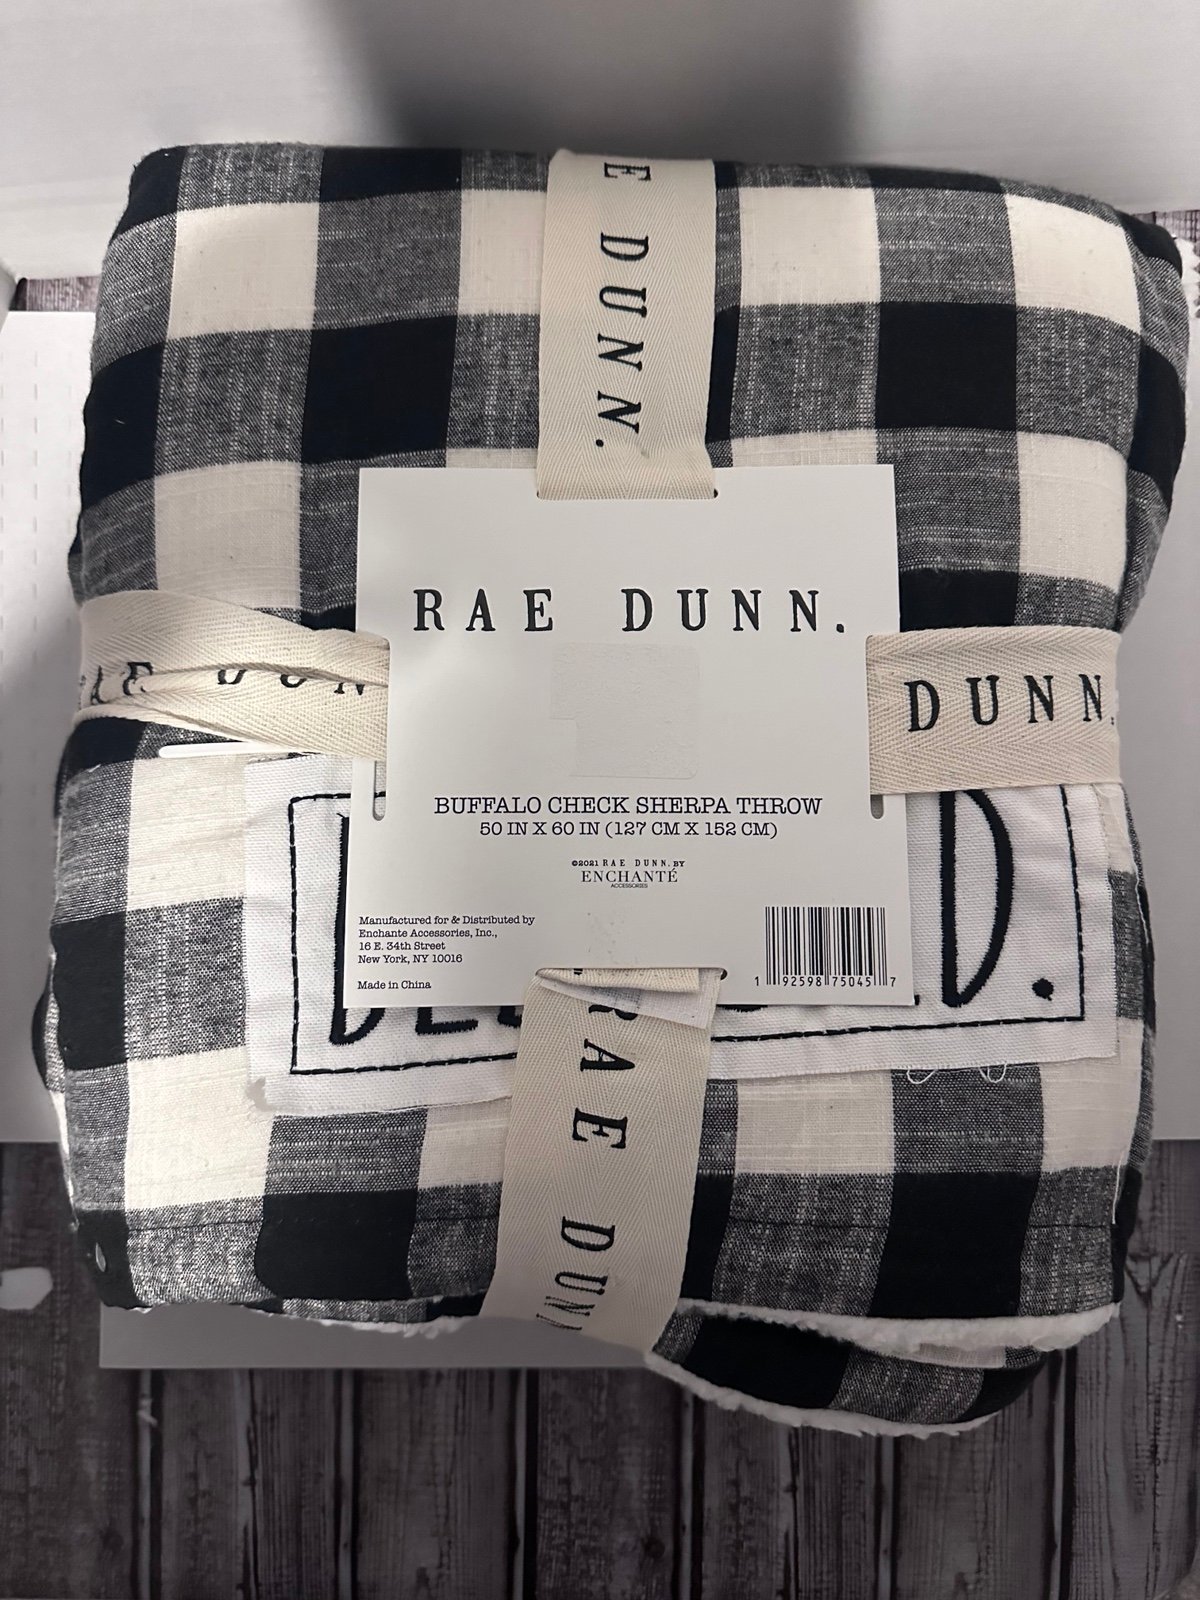 E DUNN.
RAE DUNN.
RAE DUN
DUNN.
BUFFALO CHECK SHERPA THROW
50 IN X 60 IN (127 CM X 152 CM)
©2021 RAE DUNN. BY
ENCHANTÉ
ACCESSORIES
Manufactured for & Distributed by
Enchante Accessories, Inc.,
16 E. 34th Street
New York, NY 10016
Made in China
1 92598 75045 7
D.
RAE DUNN